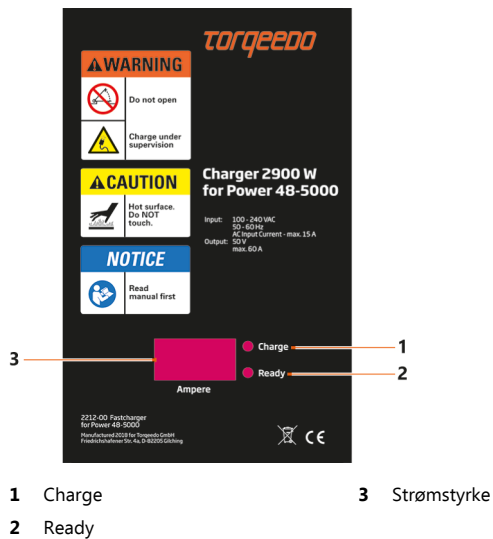 torqeedo
WARNING
Do not open
Charge under
supervision
CAUTION
Hot surface.
Do NOT
touch.
NOTICE
Read
manual first
Charger 2900 W
for Power 48-5000
Input: 100 - 240 VAC
50 - 60 Hz
AC Input Current - max. 15 A
Output: 50 V
max. 60 A
Charge
1
3
Ready
2
Ampere
2212-00 Fastcharger
for Power 48-5000
Manufactured 2018 for Torqeedo GmbH
Friedrichshafener Str. 4a, D-82205 Gilching
CE
1 Charge
2 Ready
3 Strømstyrke